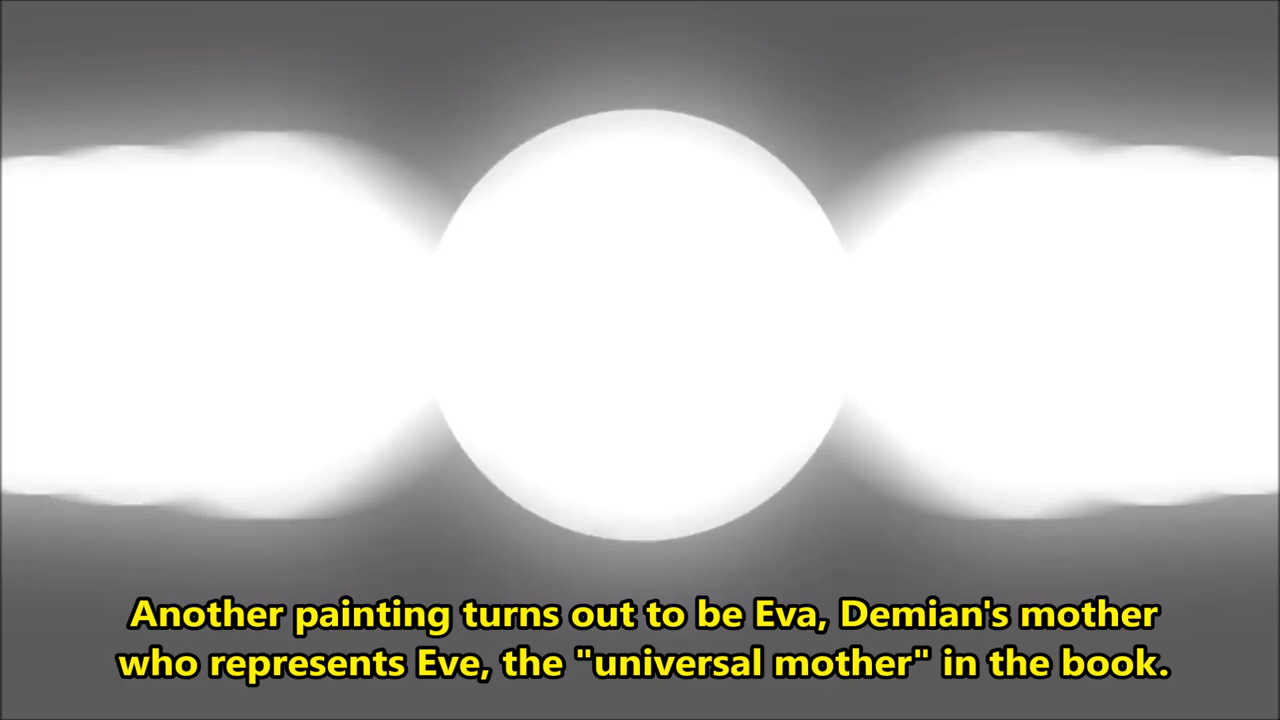 Another painting turns out to be Eva, Demian's mother
who represents Eve, the "universal mother" in the book.